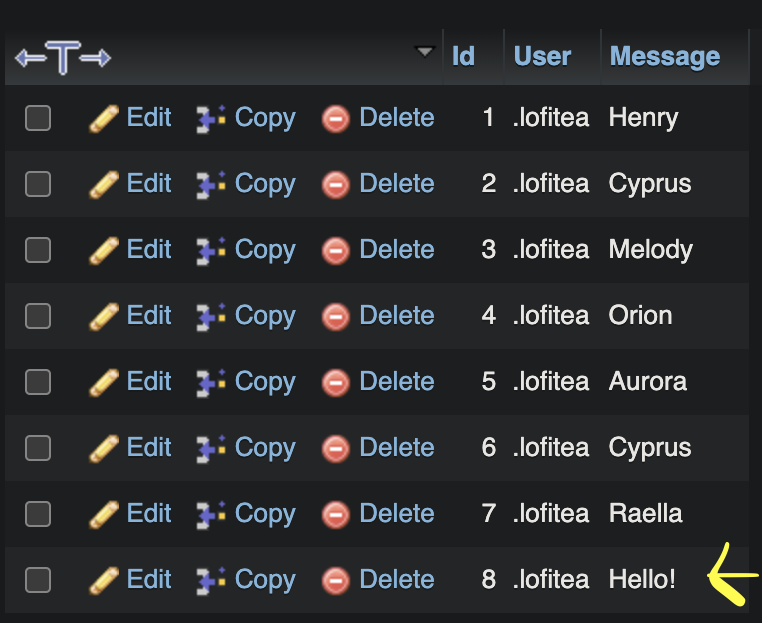 Id User Message
Edit Copy Delete 1 .lofitea Henry
Edit Copy Delete 2 .lofitea Cyprus
Edit Copy Delete 3 .lofitea Melody
Edit Copy Delete 4 .lofitea Orion
Edit Copy Delete 5 .lofitea Aurora
Edit Copy Delete 6 .lofitea Cyprus
Edit Copy Delete 7 .lofitea Raella
Edit Copy Delete 8 .lofitea Hello!